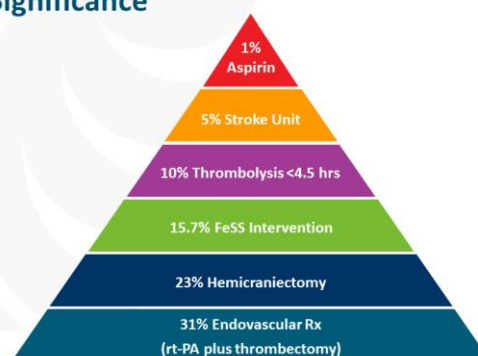 Significance
1%
Aspirin
5% Stroke Unit
10% Thrombolysis <4.5 hrs
15.7% FeSS Intervention
23% Hemicraniectomy
31% Endovascular Rx
(rt-PA plus thrombectomy)